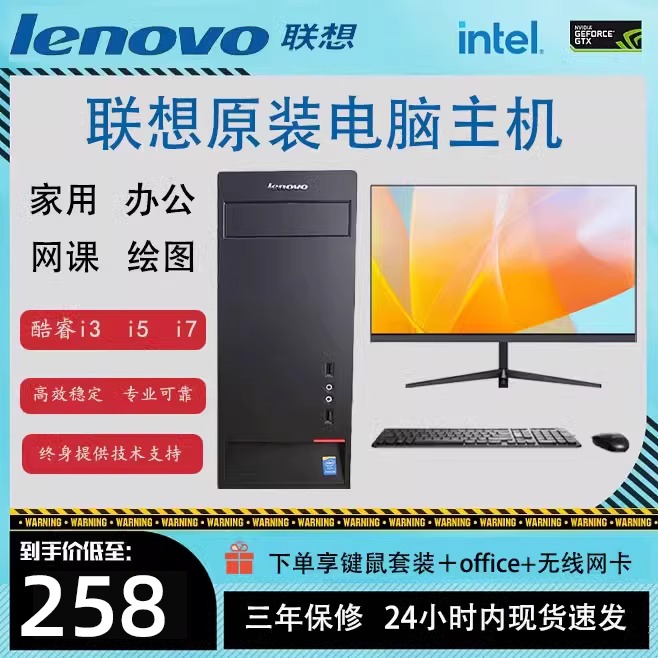 lenovo 联想
intel.
NVIDIA
GEFORCE
GTX
联想原装电脑主机
家用 办公
网课 绘图
lenovo
酷睿i3 i5 i7
高效稳定 专业可靠
终身提供技术支持
WARNING • WARNING • WARNING • WARNING • WARNING • WARNING • WARNING • WARNING • WARNING • WARNING • WARNING • WARNING
到手价低至:
258
下单享键鼠套装+office+无线网卡
三年保修 24小时内现货速发